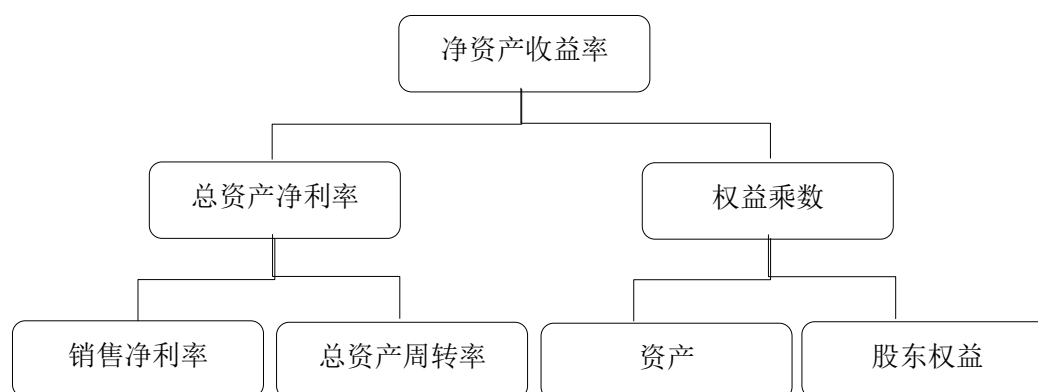 净资产收益率
总资产净利率
权益乘数
销售净利率
总资产周转率
资产
股东权益